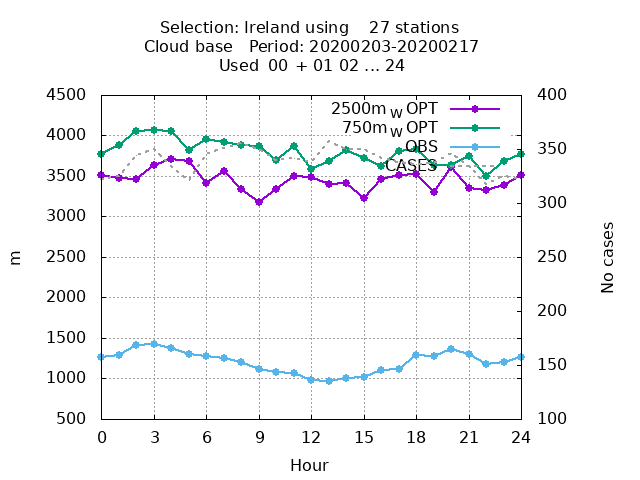 Selection: Ireland using 27 stations
Cloud base Period: 20200203-20200217
Used 00 + 01 02 ... 24
2500m W OPT
750m W OPT
OBS
CASES
4500
4000
3500
3000
2500
2000
1500
1000
500
m
400
350
300
250
200
150
100
No cases
0 3 6 9 12 15 18 21 24
Hour